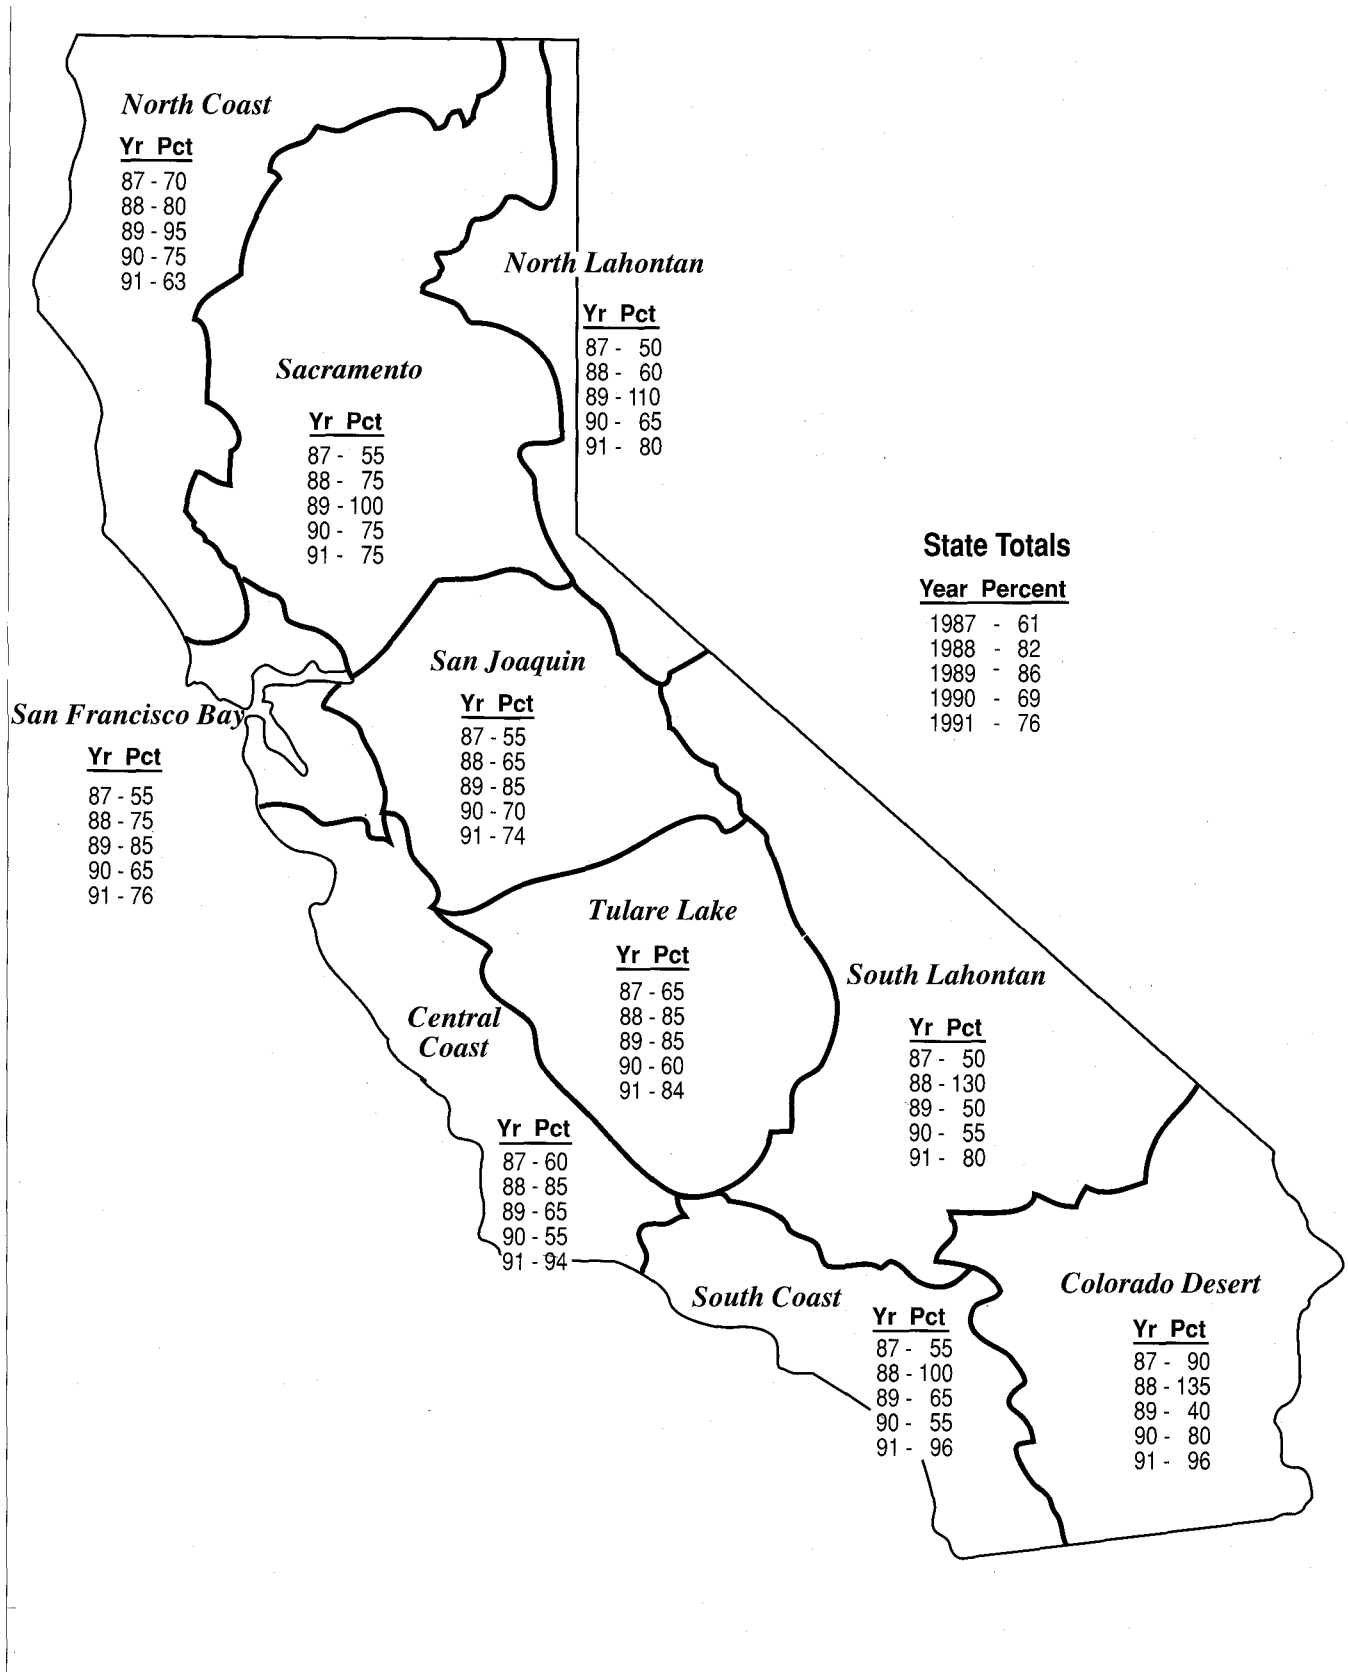 North Coast
Yr Pct
87 - 70
88 - 80
89 - 95
90 - 75
91 - 63
North Lahontan
Yr Pct
87 - 50
88 - 60
89 - 110
90 - 65
91 - 80
Sacramento
Yr Pct
87 - 55
88 - 75
89 - 100
90 - 75
91 - 75
State Totals
Year Percent
1987 - 61
1988 - 82
1989 - 86
1990 - 69
1991 - 76
San Joaquin
Yr Pct
87 - 55
88 - 65
89 - 85
90 - 70
91 - 74
San Francisco Bay
Yr Pct
87 - 55
88 - 75
89 - 85
90 - 65
91 - 76
Tulare Lake
Yr Pct
87 - 65
88 - 85
89 - 85
90 - 60
91 - 84
South Lahontan
Yr Pct
87 - 50
88 - 130
89 - 50
90 - 55
91 - 80
Central
Coast
Yr Pct
87 - 60
88 - 85
89 - 65
90 - 55
91 - 94
South Coast
Yr Pct
87 - 55
88 - 100
89 - 65
90 - 55
91 - 96
Colorado Desert
Yr Pct
87 - 90
88 - 135
89 - 40
90 - 80
91 - 96